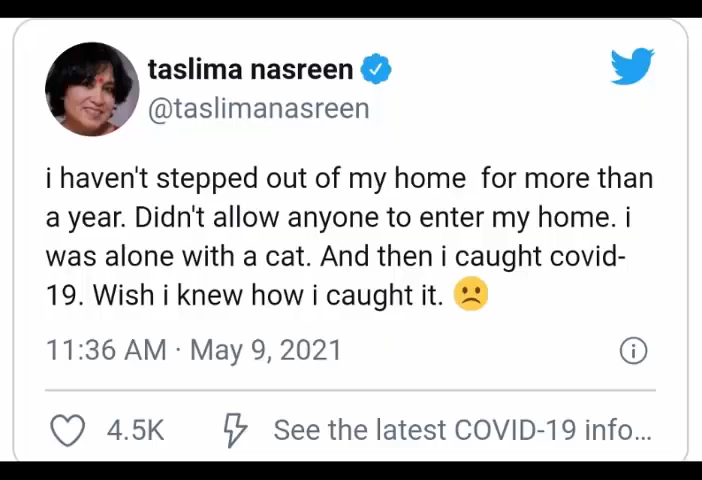 taslima nasreen
@taslimanasreen
i haven't stepped out of my home  for more than
a year. Didn't allow anyone to enter my home. i
was alone with a cat. And then i caught covid-
19. Wish i knew how i caught it. 🙁
11:36 AM · May 9, 2021
4.5K See the latest COVID-19 info...